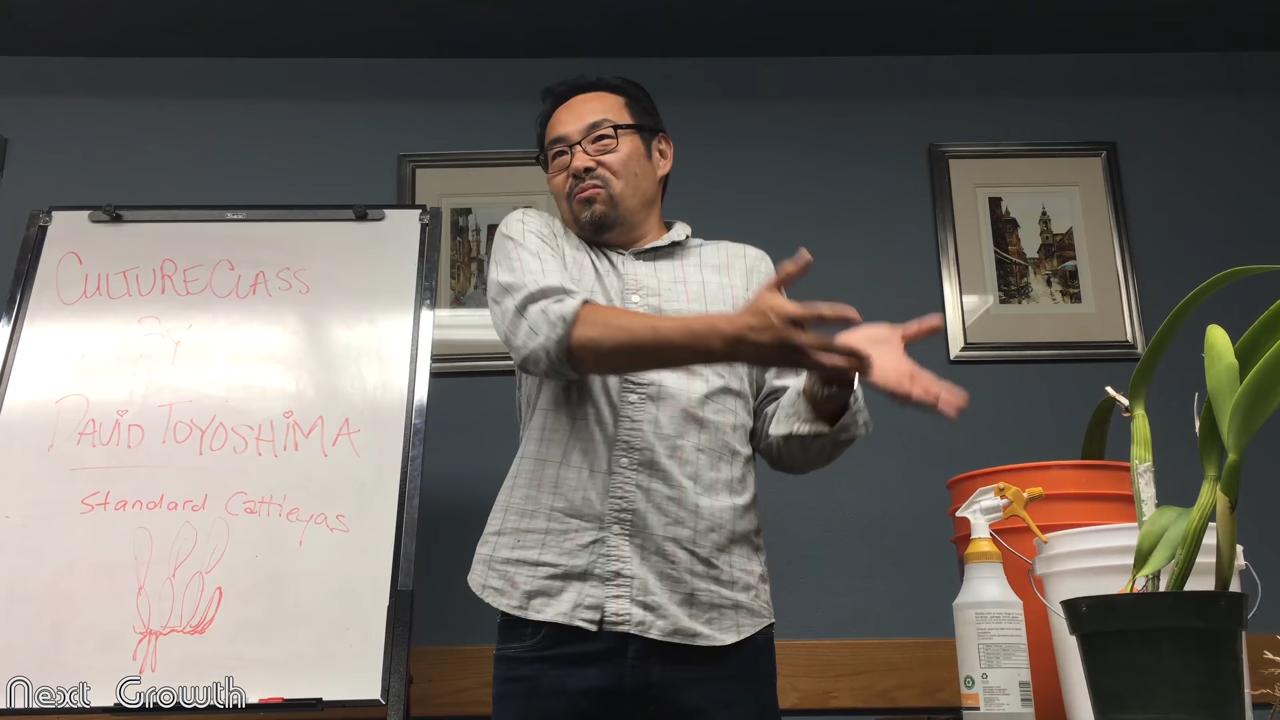 CULTURE CLASS
By
DAViD TOYOSHiMA
Standard Cattleyas
Next Growth